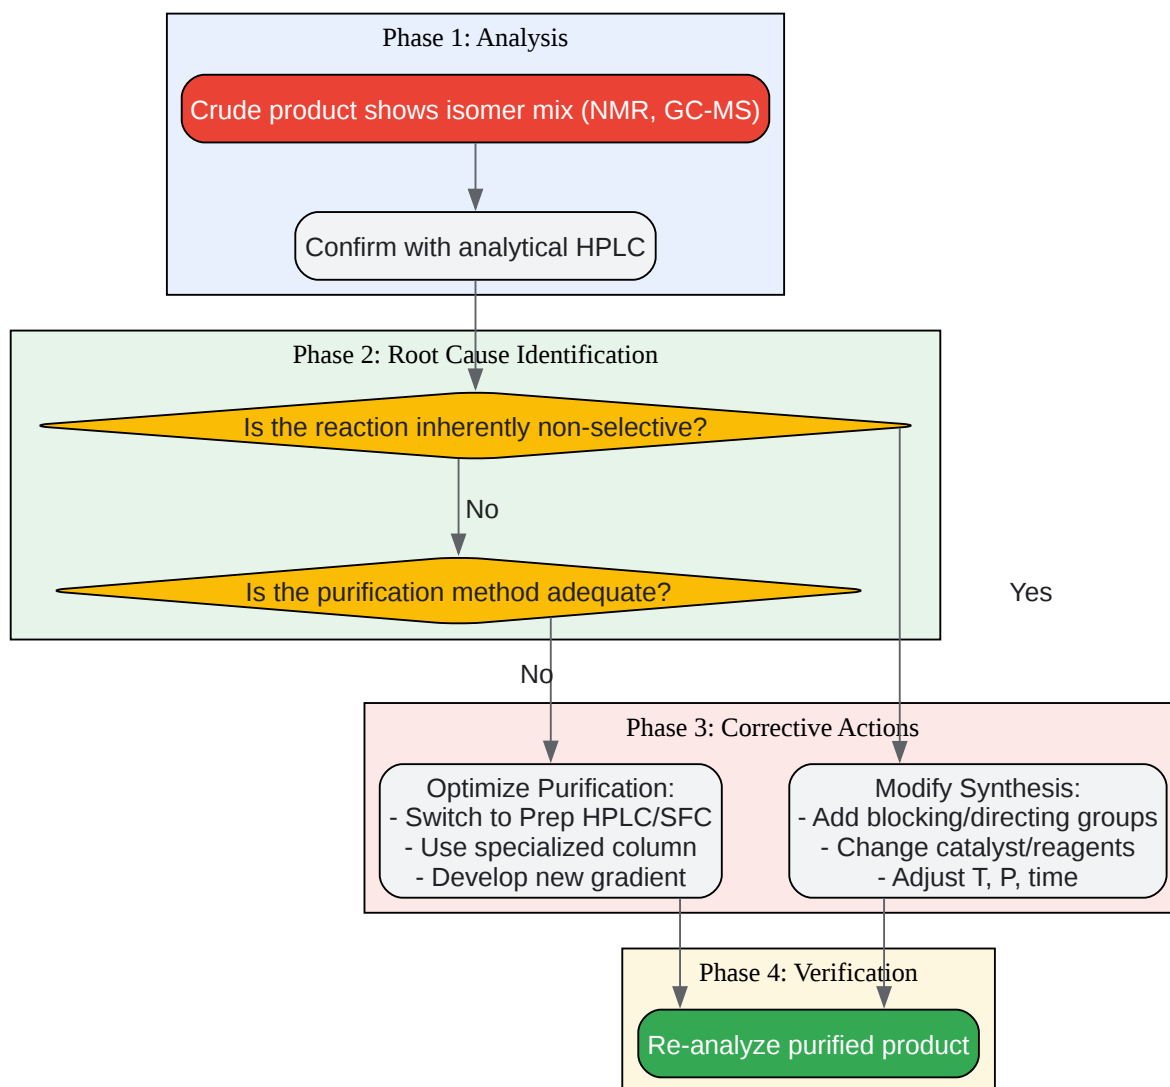 Phase 1: Analysis
Crude product shows isomer mix (NMR, GC-MS)
Confirm with analytical HPLC
Phase 2: Root Cause Identification
Is the reaction inherently non-selective?
No
Is the purification method adequate?
Yes
No
Phase 3: Corrective Actions
Optimize Purification:
- Switch to Prep HPLC/SFC
- Use specialized column
- Develop new gradient
Modify Synthesis:
- Add blocking/directing groups
- Change catalyst/reagents
- Adjust T, P, time
Phase 4: Verification
Re-analyze purified product